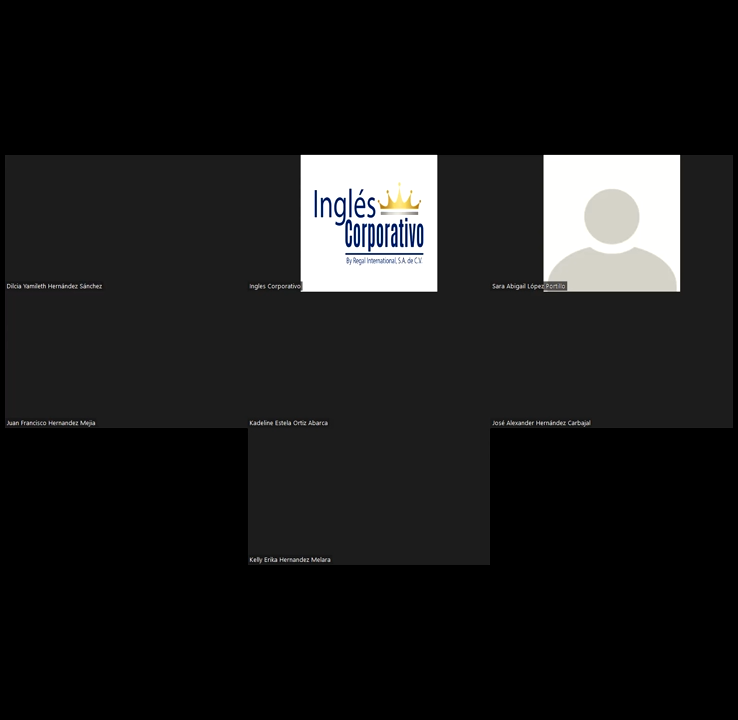 Inglés
Corporativo
By Regal International, S.A. de C.V.
Dilcia Yamileth Hernández Sánchez
Ingles Corporativo
Sara Abigail López Portillo
Juan Francisco Hernandez Mejia
Kadeline Estela Ortiz Abarca
José Alexander Hernández Carbajal
Kelly Erika Hernandez Melara